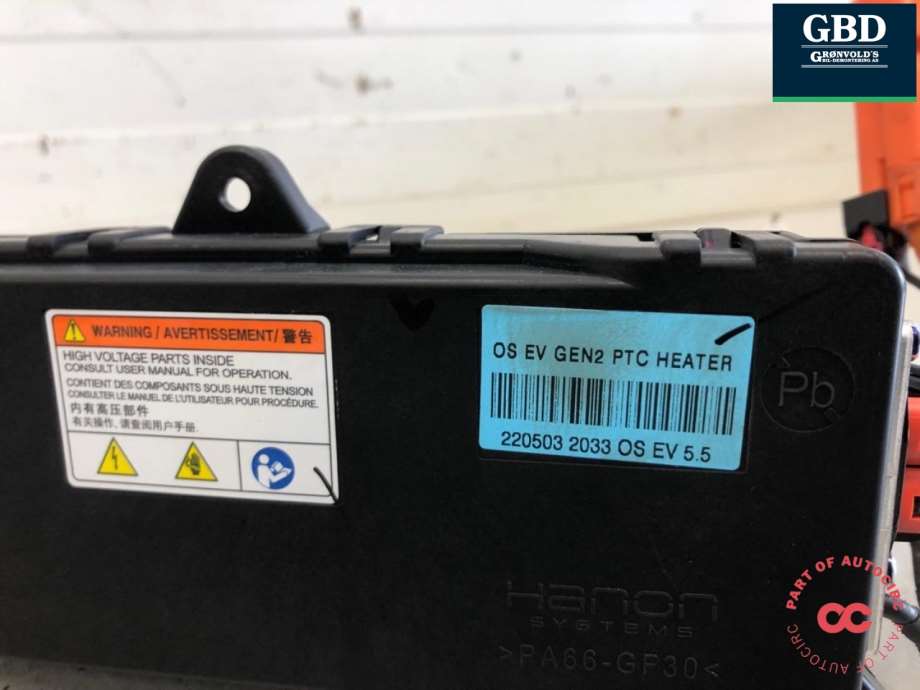 GBD
GRØNVOLD'S
BIL-DEMONTERING AS
WARNING / AVERTISSEMENT/ 警告
HIGH VOLTAGE PARTS INSIDE
CONSULT USER MANUAL FOR OPERATION.
CONTIENT DES COMPOSANTS SOUS HAUTE TENSION
CONSULTER LE MANUEL DE L'UTILISATEUR POUR PROCÉDURE.
内有高压部件
有关操作, 请查阅用户手册.
OS EV GEN2 PTC HEATER
220503 2033 OS EV 5.5
Pb
Hanon
SYSTEMS
>PA66-GF30<
PART OF AUTOCIRC
PART OF AUTOCIRC